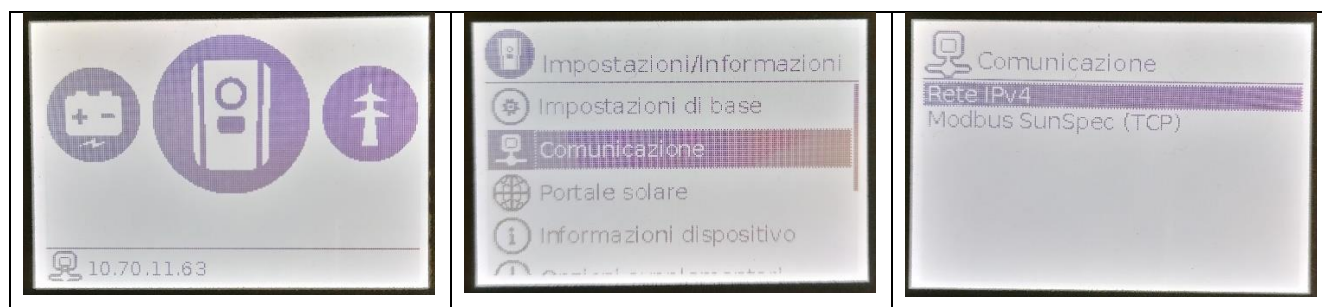 10.70.11.63
Impostazioni/Informazioni
Impostazioni di base
Comunicazione
Portale solare
Informazioni dispositivo
Comunicazione
Rete IPv4
Modbus SunSpec (TCP)